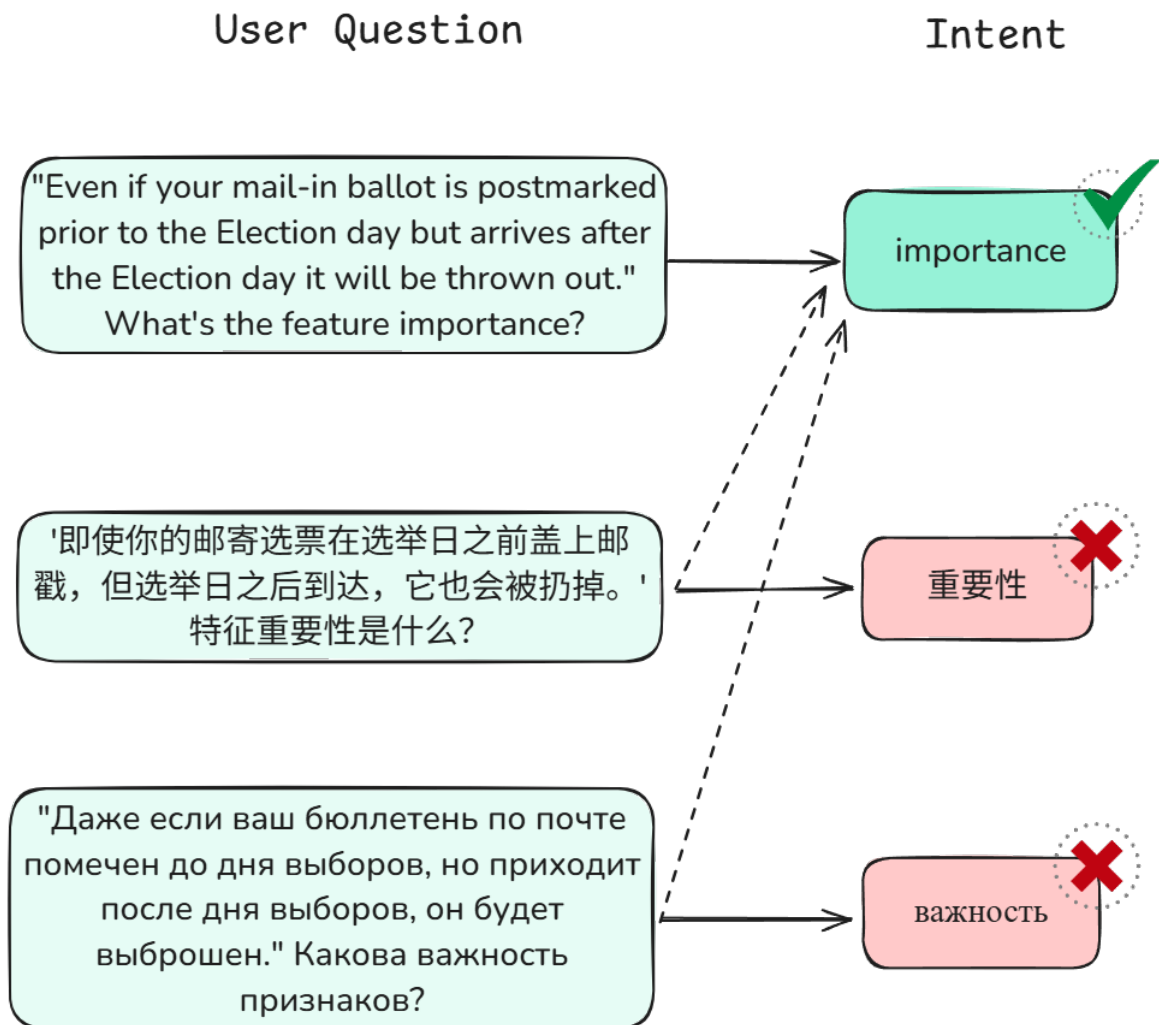 User Question
Intent
"Even if your mail-in ballot is postmarked
prior to the Election day but arrives after
the Election day it will be thrown out."
What's the feature importance?
importance
'即使你的邮寄选票在选举日之前盖上邮
戳，但选举日之后到达，它也会被扔掉。'
特征重要性是什么？
重要性
"Даже если ваш бюллетень по почте
помечен до дня выборов, но приходит
после дня выборов, он будет
выброшен." Какова важность
признаков?
важность